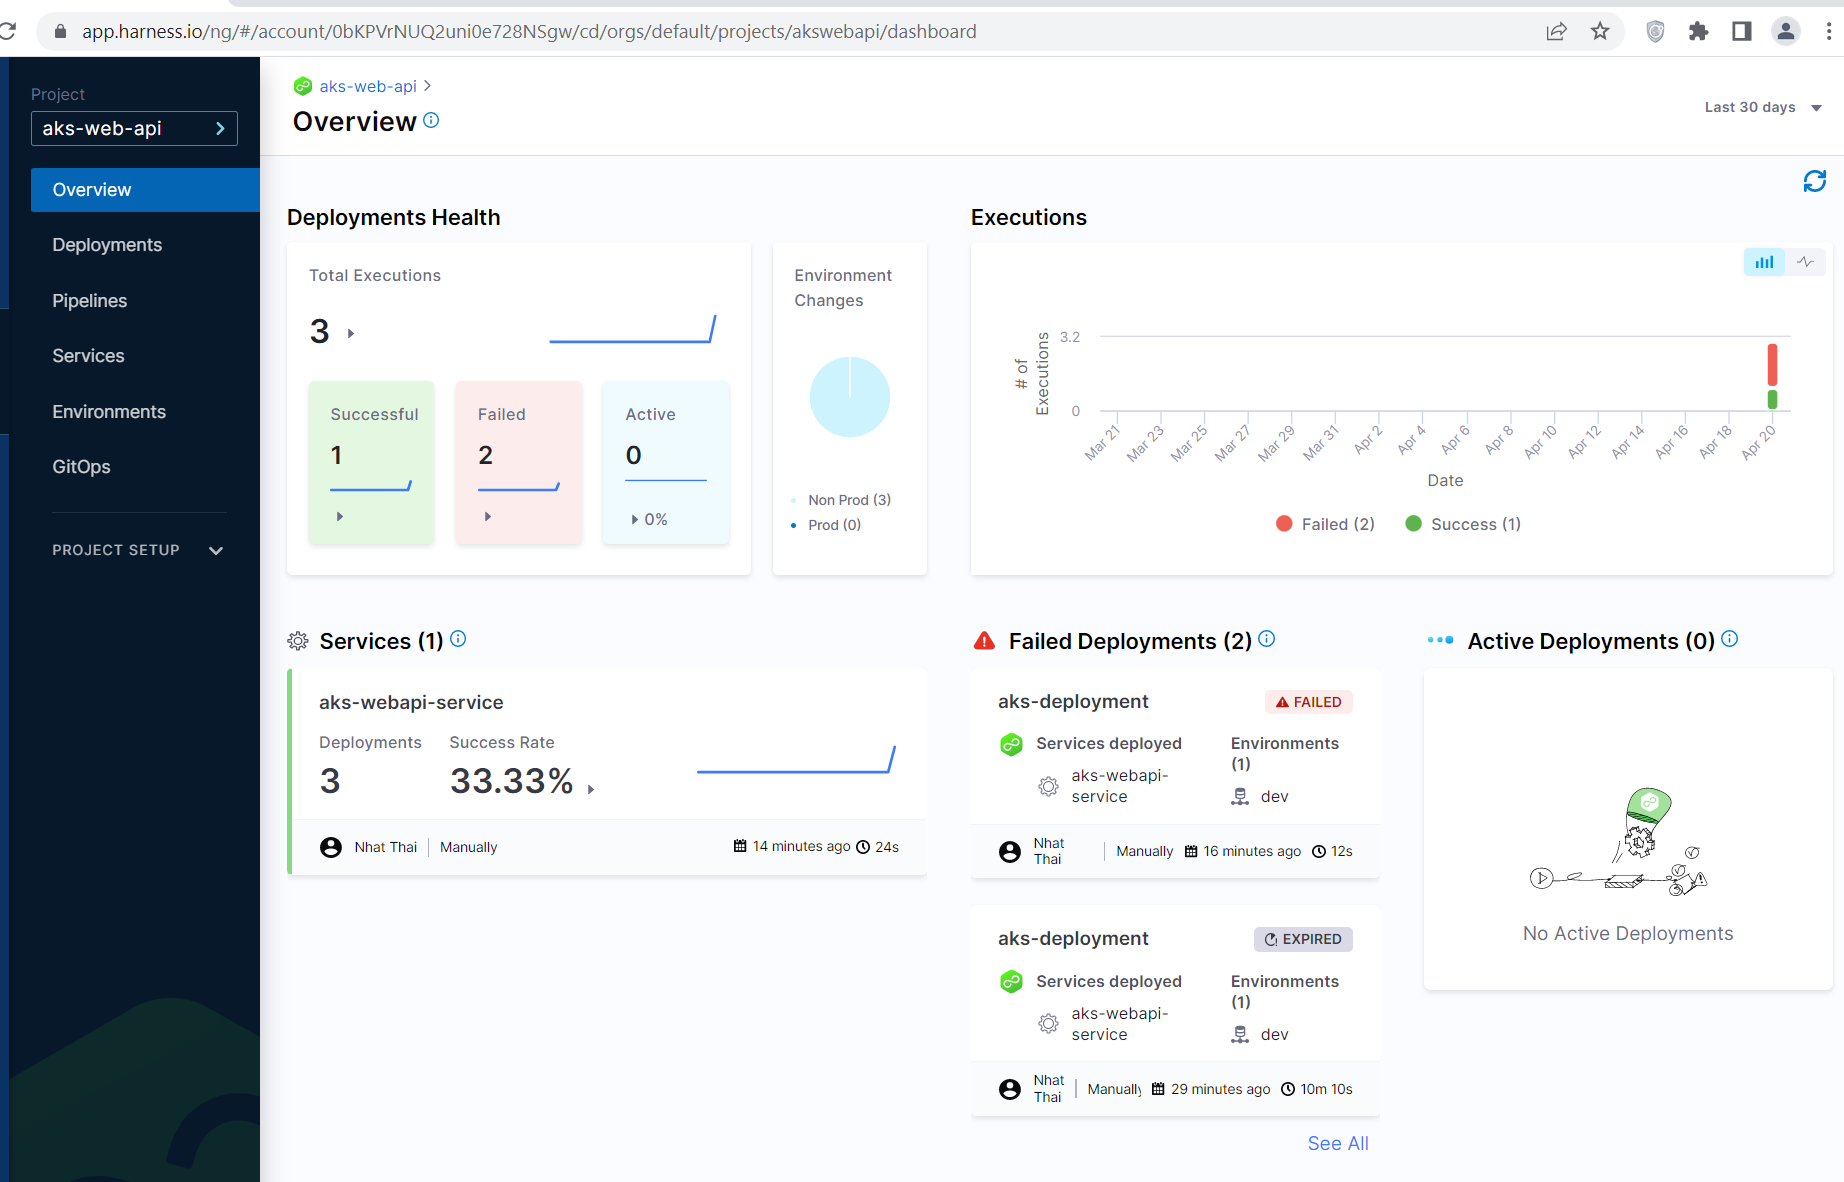 app.harness.io/ng/#/account/0bKPVrNUQ2uni0e728NSgw/cd/orgs/default/projects/akswebapi/dashboard
Project
aks-web-api
Overview
Deployments
Pipelines
Services
Environments
GitOps
PROJECT SETUP
aks-web-api
Overview
Last 30 days
Deployments Health
Total Executions
3
Successful
1
Failed
2
Active
0
0%
Environment
Changes
Non Prod (3)
Prod (0)
Executions
# of
Executions
3.2
0
Mar 21
Mar 23
Mar 25
Mar 27
Mar 29
Mar 31
Apr 2
Apr 4
Apr 6
Apr 8
Apr 10
Apr 12
Apr 14
Apr 16
Apr 18
Apr 20
Date
Failed (2)
Success (1)
Services (1)
aks-webapi-service
Deployments
Success Rate
3
33.33%
Nhat Thai
Manually
14 minutes ago
24s
Failed Deployments (2)
aks-deployment
FAILED
Services deployed
aks-webapi-
service
Environments
(1)
dev
Nhat
Thai
Manually
16 minutes ago
12s
aks-deployment
EXPIRED
Services deployed
aks-webapi-
service
Environments
(1)
dev
Nhat
Thai
Manually
29 minutes ago
10m 10s
See All
Active Deployments (0)
No Active Deployments